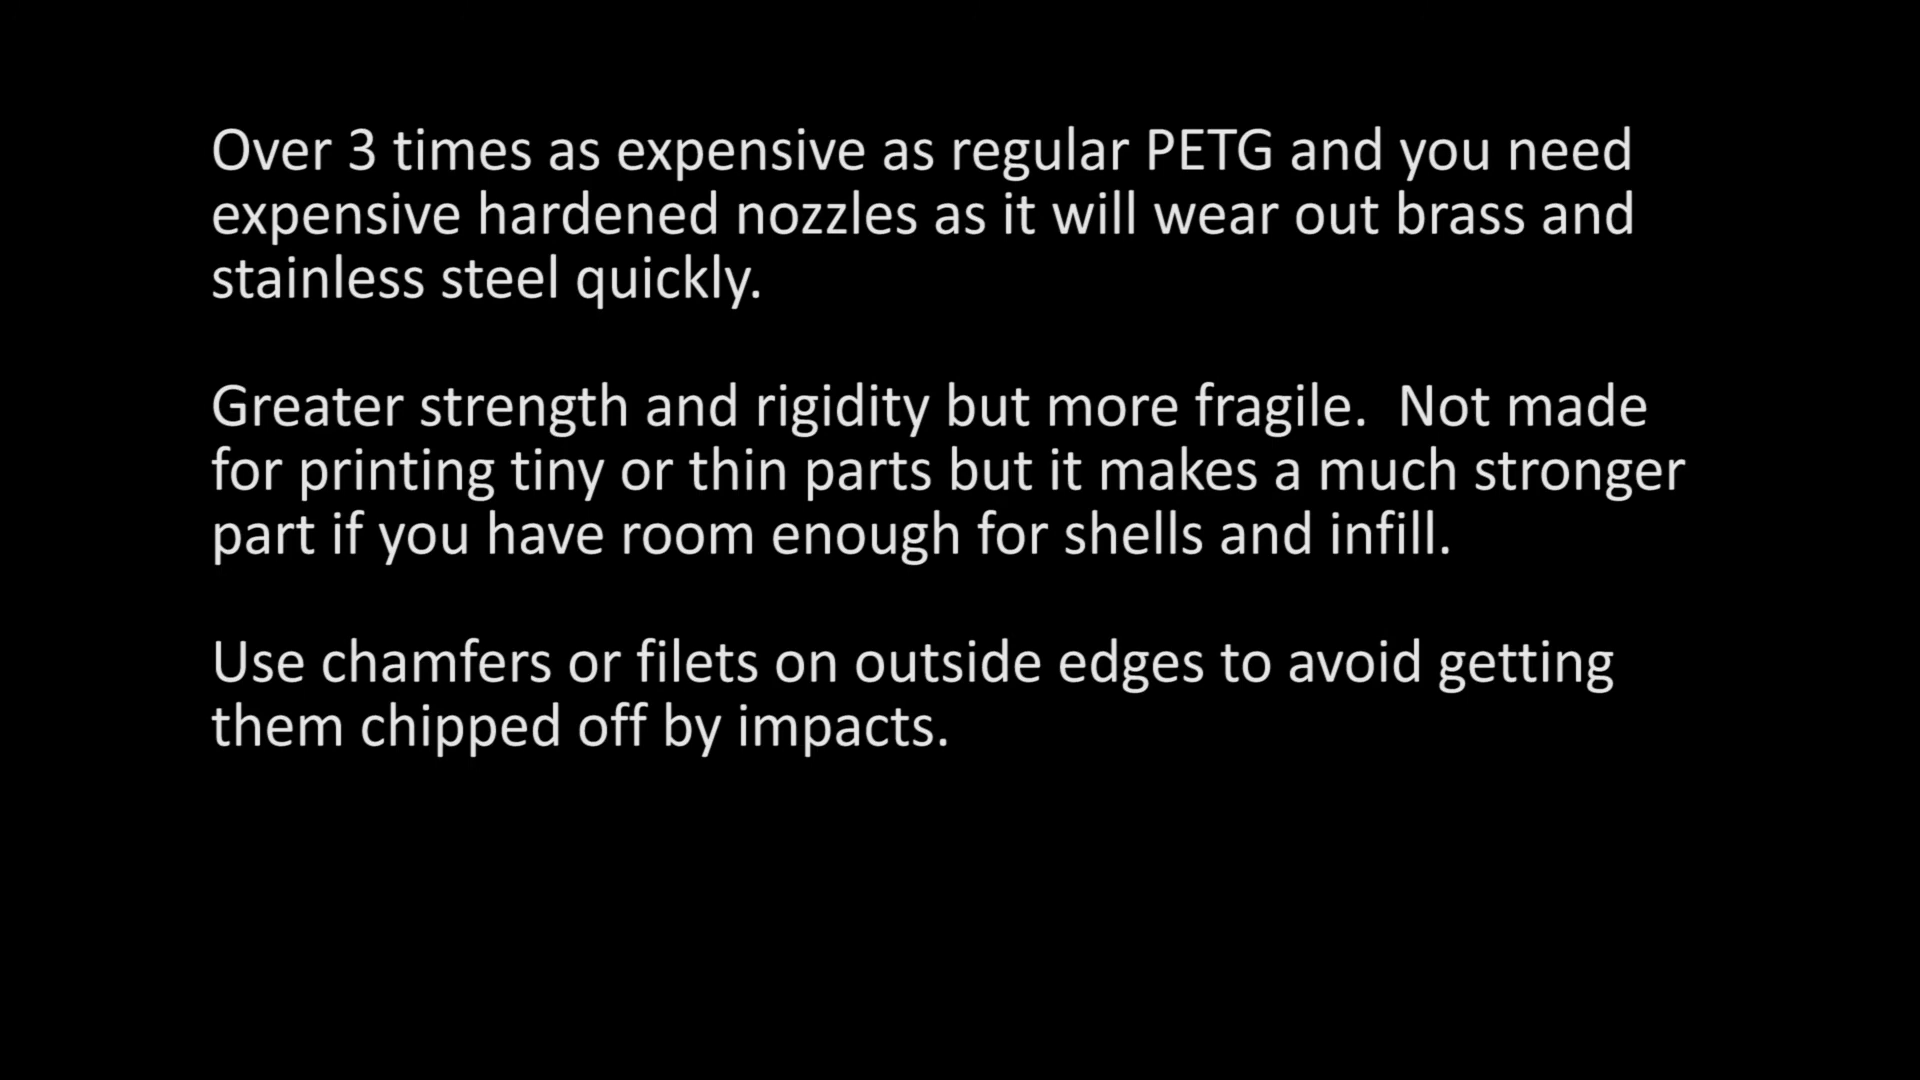 Over 3 times as expensive as regular PETG and you need
expensive hardened nozzles as it will wear out brass and
stainless steel quickly.
Greater strength and rigidity but more fragile.  Not made
for printing tiny or thin parts but it makes a much stronger
part if you have room enough for shells and infill.
Use chamfers or filets on outside edges to avoid getting
them chipped off by impacts.